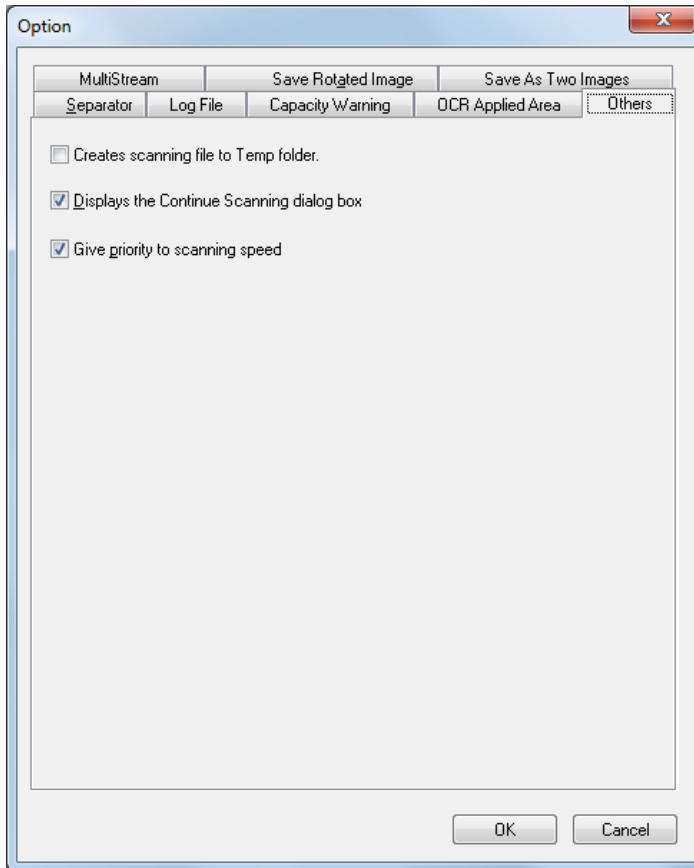 Option
MultiStream Save Rotated Image Save As Two Images
Separator Log File Capacity Warning OCR Applied Area Others
Creates scanning file to Temp folder.
Displays the Continue Scanning dialog box
Give priority to scanning speed
OK Cancel